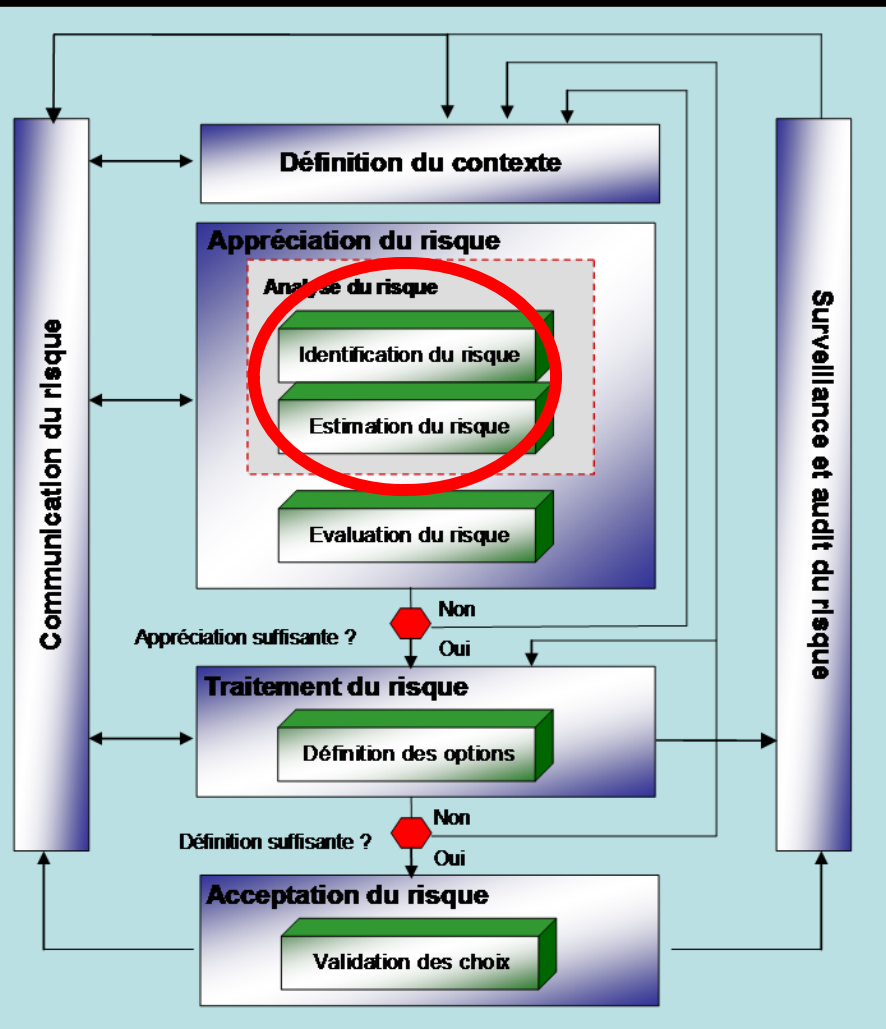 Définition du contexte
Appréciation du risque
Analyse du risque
Identification du risque
Estimation du risque
Evaluation du risque
Non
Appréciation suffisante ?
Oui
Traitement du risque
Définition des options
Non
Définition suffisante ?
Oui
Acceptation du risque
Validation des choix
Communication du risque
Surveillance et audit du risque